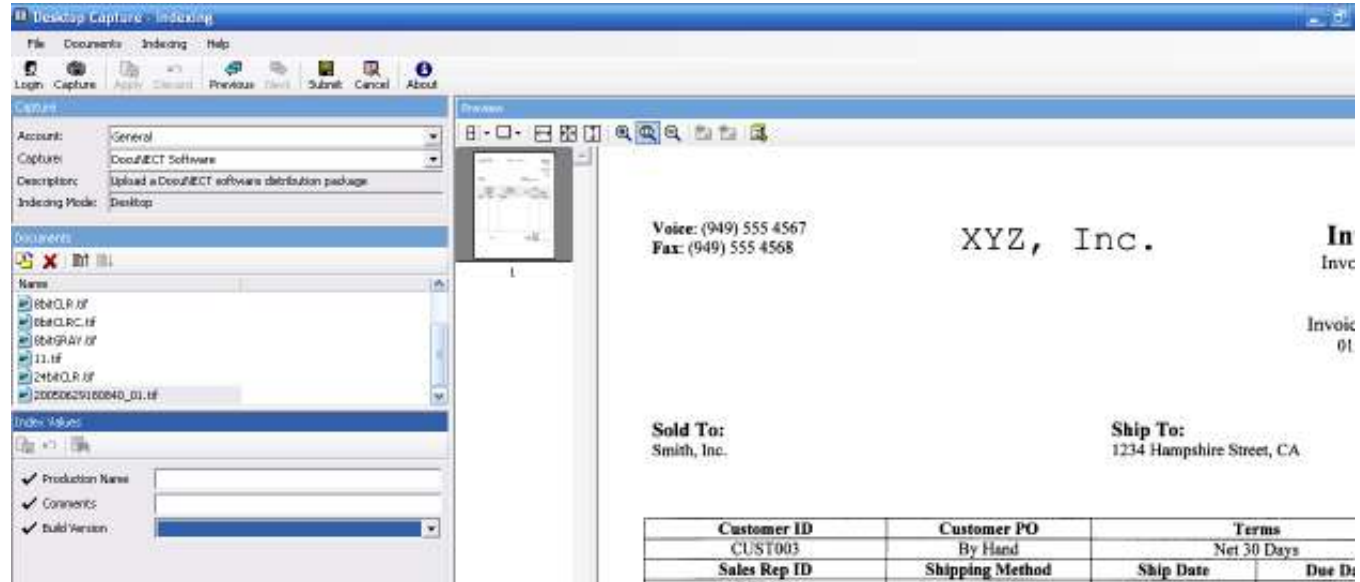 Desktop Capture - Indexing
File Documents Indexing Help
Login Capture Apply Discard Previous Next Submit Cancel About
Capture
Preview
Account: General
Capture: DocuNECT Software
Description: Upload a DocuNECT software distribution package
Indexing Mode: Desktop
Documents
Name
8bitCLR.tif
8bitCLRC.tif
8bitGRAY.tif
11.tif
24bitCLR.tif
20050629180840_01.tif
Index Values
Production Name
Comments
Build Version
1
Voice: (949) 555 4567
Fax: (949) 555 4568
XYZ, Inc.
In
Invo
Invoic
01
Sold To:
Smith, Inc.
Ship To:
1234 Hampshire Street, CA
Customer ID Customer PO Terms
CUST003 By Hand Net 30 Days
Sales Rep ID Shipping Method Ship Date Due Da